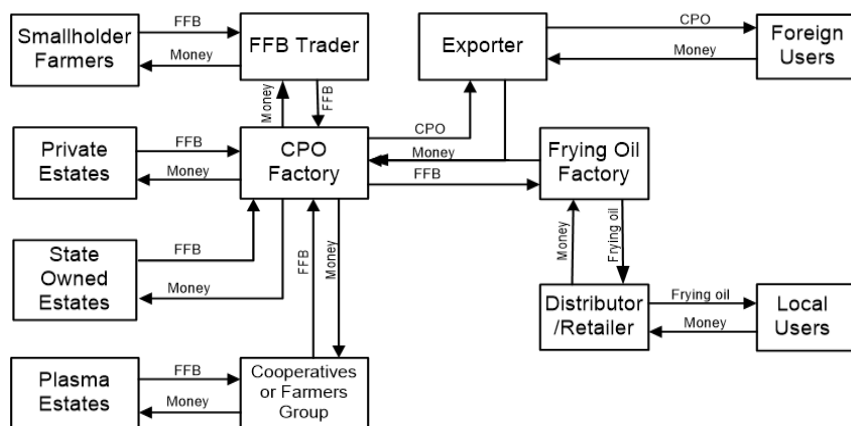 Smallholder
Farmers
FFB
Money
FFB Trader
Exporter
CPO
Money
Foreign
Users
Money
FFB
Private
Estates
FFB
Money
CPO
Factory
CPO
Money
FFB
Frying Oil
Factory
State
Owned
Estates
FFB
Money
FFB
Money
Money
Frying oil
Distributor
/Retailer
Frying oil
Money
Local
Users
Plasma
Estates
FFB
Money
Cooperatives
or Farmers
Group